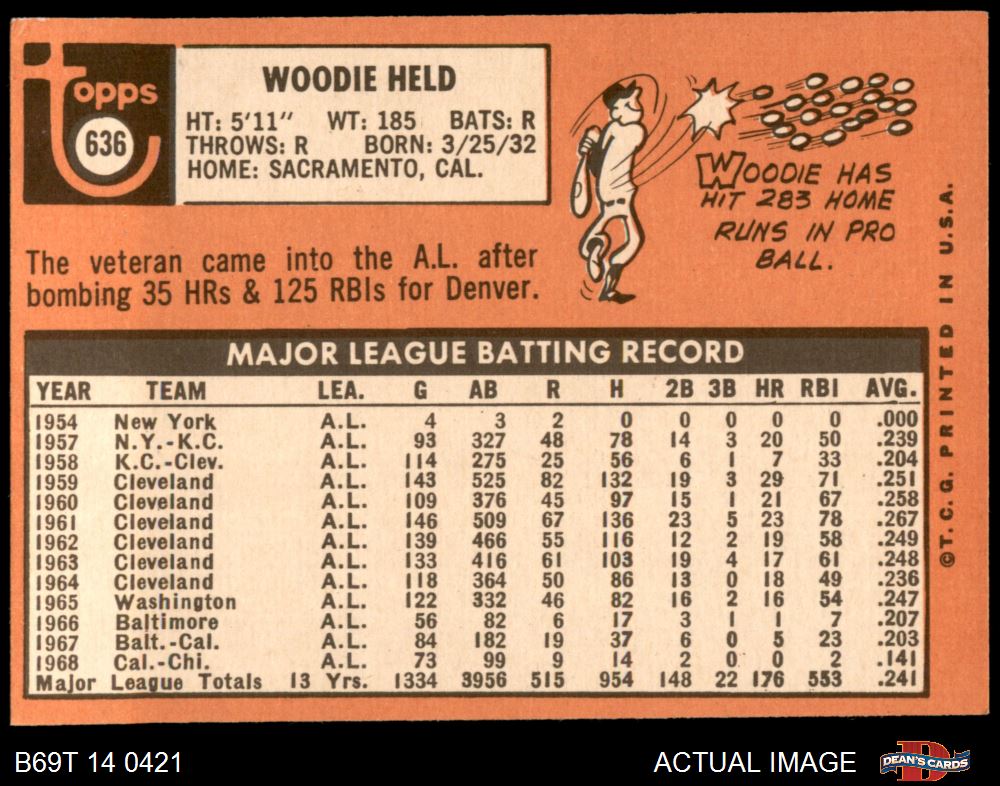 topps
636
WOODIE HELD
HT: 5'11" WT: 185 BATS: R
THROWS: R BORN: 3/25/32
HOME: SACRAMENTO, CAL.
WOODIE HAS
HIT 283 HOME
RUNS IN PRO
BALL.
The veteran came into the A.L. after
bombing 35 HRs & 125 RBIs for Denver.
MAJOR LEAGUE BATTING RECORD
YEAR TEAM LEA. G AB R H 2B 3B HR RBI AVG.
1954 New York A.L. 4 3 2 0 0 0 0 0 .000
1957 N.Y.-K.C. A.L. 93 327 48 78 14 3 20 50 .239
1958 K.C.-Clev. A.L. 114 275 25 56 6 1 7 33 .204
1959 Cleveland A.L. 143 525 82 132 19 3 29 71 .251
1960 Cleveland A.L. 109 376 45 97 15 1 21 67 .258
1961 Cleveland A.L. 146 509 67 136 23 5 23 78 .267
1962 Cleveland A.L. 139 466 55 116 12 2 19 58 .249
1963 Cleveland A.L. 133 416 61 103 19 4 17 61 .248
1964 Cleveland A.L. 118 364 50 86 13 0 18 49 .236
1965 Washington A.L. 122 332 46 82 16 2 16 54 .247
1966 Baltimore A.L. 56 82 6 17 3 1 1 7 .207
1967 Balt.-Cal. A.L. 84 182 19 37 6 0 5 23 .203
1968 Cal.-Chi. A.L. 73 99 9 14 2 0 0 2 .141
Major League Totals 13 Yrs. 1334 3956 515 954 148 22 176 553 .241
©T.C.G. PRINTED IN U.S.A.
B69T 14 0421
ACTUAL IMAGE
D
DEAN'S CARDS